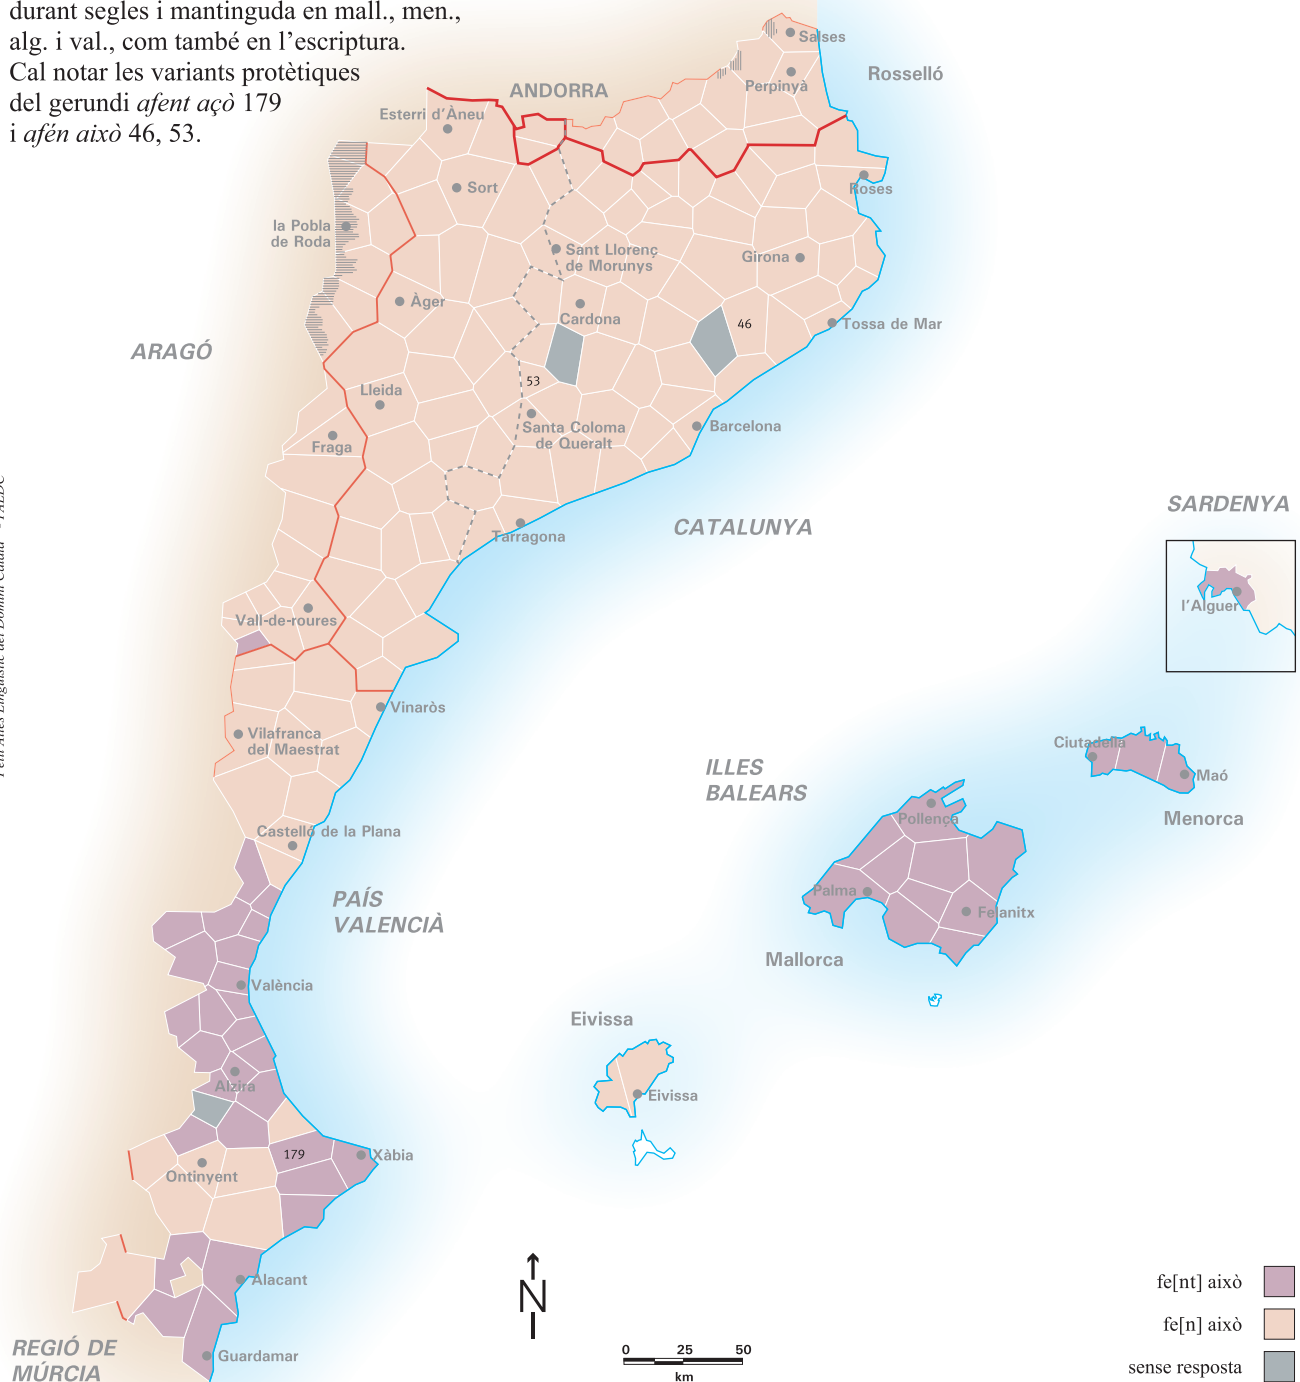 durant segles i mantinguda en mall., men.,
alg. i val., com també en l'escriptura.
Cal notar les variants protètiques
del gerundi afent açò 179
i afén això 46, 53.
Salses
Rosselló
Perpinyà
ANDORRA
Esterri d'Àneu
Sort
Roses
la Pobla
de Roda
Sant Llorenç
de Morunys
Girona
Àger
Cardona
46
Tossa de Mar
ARAGÓ
53
Lleida
Santa Coloma
de Queralt
Barcelona
Fraga
SARDENYA
CATALUNYA
Tarragona
l'Alguer
Vall-de-roures
Vinaròs
Vilafranca
del Maestrat
Ciutadella
Maó
Menorca
ILLES
BALEARS
Pollença
Castelló de la Plana
Palma
Felanitx
PAÍS
VALENCIÀ
Mallorca
València
Eivissa
Alzira
Eivissa
179
Xàbia
Ontinyent
Alacant
N
fe[nt] això
fe[n] això
sense resposta
REGIÓ DE
MÚRCIA
Guardamar
0 25 50
km